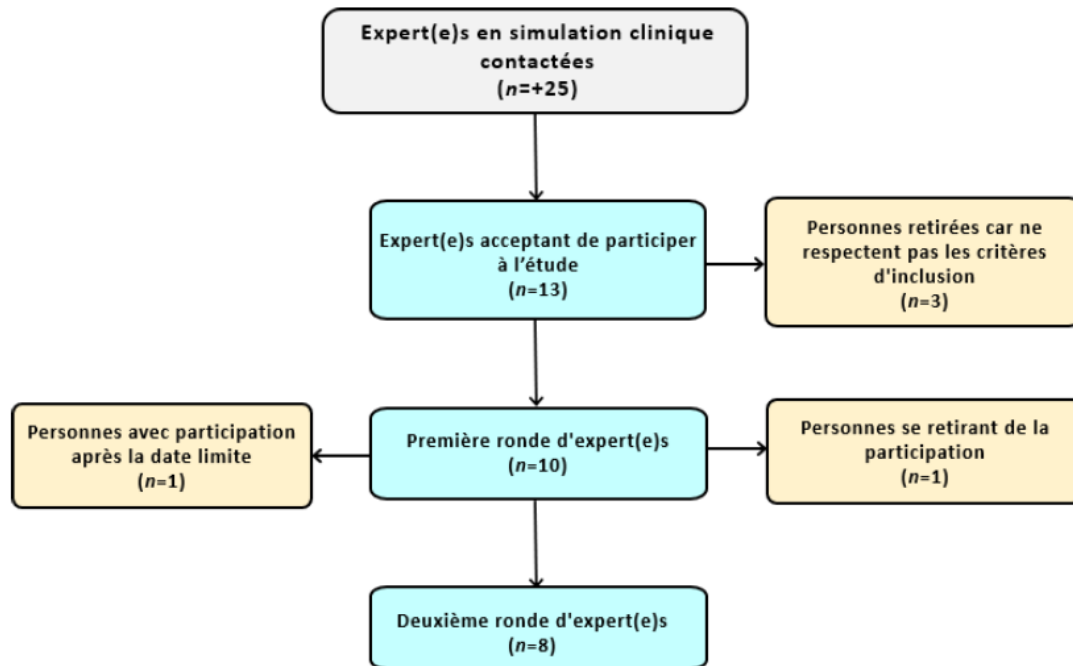 Expert(e)s en simulation clinique
contactées
(n=+25)
Expert(e)s acceptant de participer
à l’étude
(n=13)
Personnes retirées car ne
respectent pas les critères
d'inclusion
(n=3)
Personnes avec participation
après la date limite
(n=1)
Première ronde d'expert(e)s
(n=10)
Personnes se retirant de la
participation
(n=1)
Deuxième ronde d'expert(e)s
(n=8)